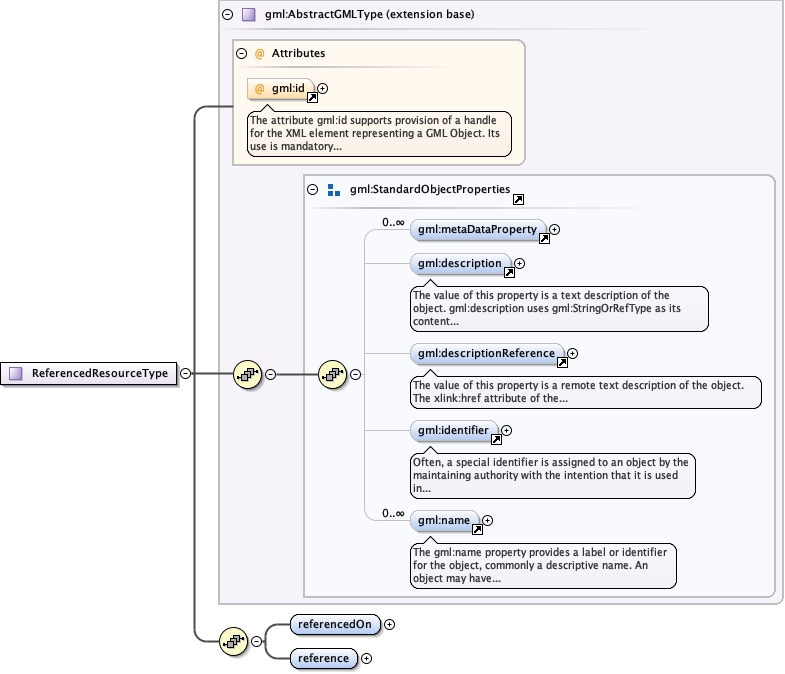 gml:AbstractGMLType (extension base)
@ Attributes
@ gml:id
The attribute gml:id supports provision of a handle
for the XML element representing a GML Object. Its
use is mandatory...
gml:StandardObjectProperties
0..∞
gml:metaDataProperty
gml:description
The value of this property is a text description of the
object. gml:description uses gml:StringOrRefType as its
content...
ReferencedResourceType
gml:descriptionReference
The value of this property is a remote text description of the object.
The xlink:href attribute of the...
gml:identifier
Often, a special identifier is assigned to an object by the
maintaining authority with the intention that it is used
in...
0..∞
gml:name
The gml:name property provides a label or identifier
for the object, commonly a descriptive name. An
object may have...
referencedOn
reference